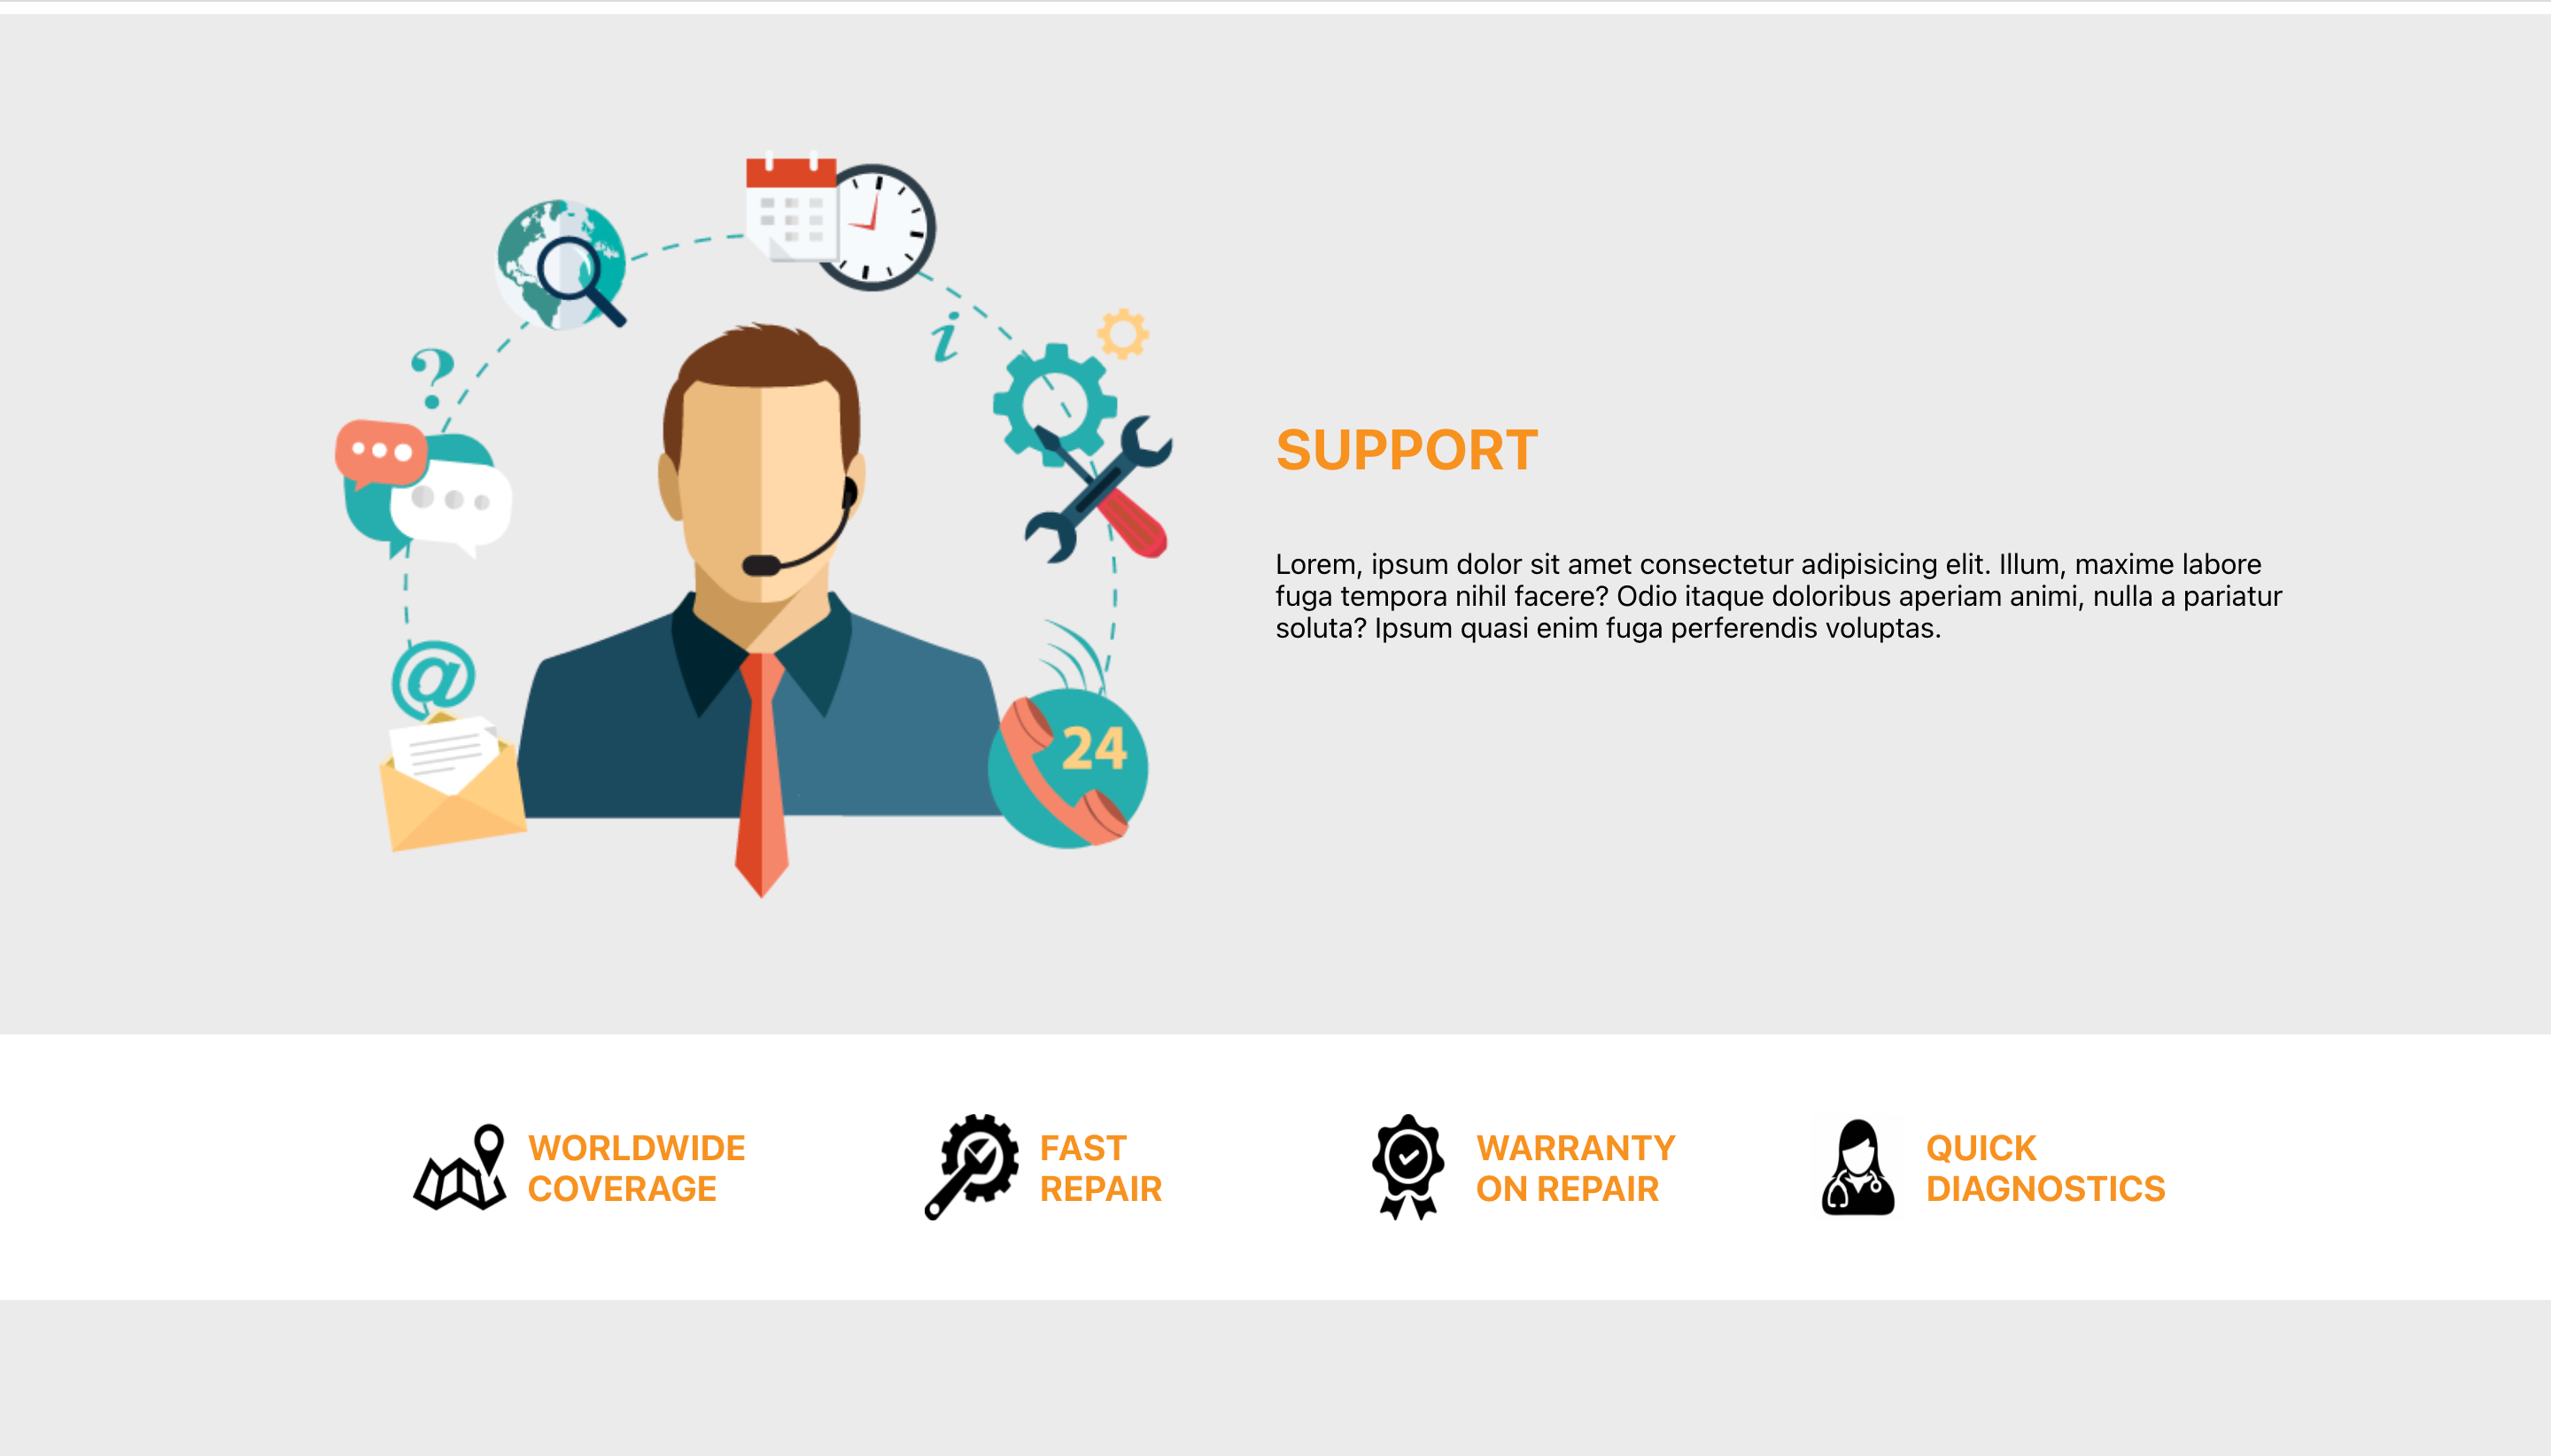 ?
i
@
24
SUPPORT
Lorem, ipsum dolor sit amet consectetur adipisicing elit. Illum, maxime labore
fuga tempora nihil facere? Odio itaque doloribus aperiam animi, nulla a pariatur
soluta? Ipsum quasi enim fuga perferendis voluptas.
WORLDWIDE
COVERAGE
FAST
REPAIR
WARRANTY
ON REPAIR
QUICK
DIAGNOSTICS